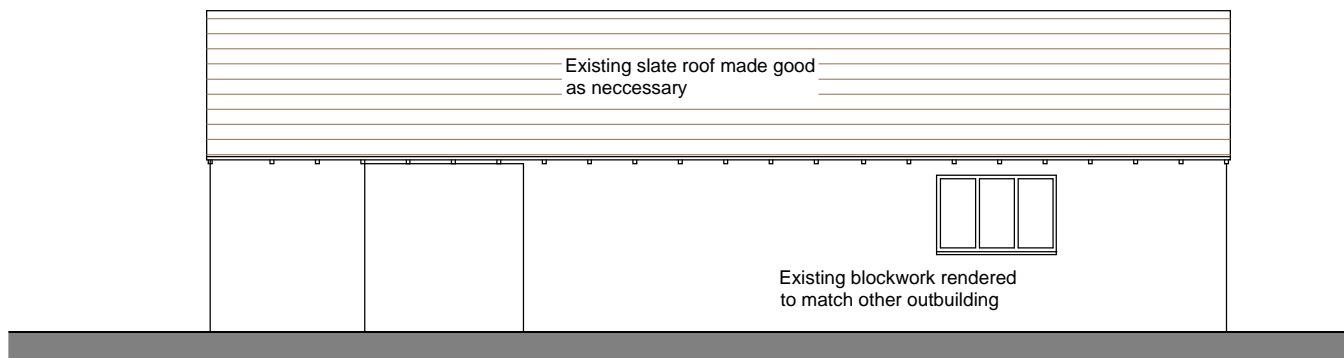 Existing slate roof made good
as neccessary
Existing blockwork rendered
to match other outbuilding